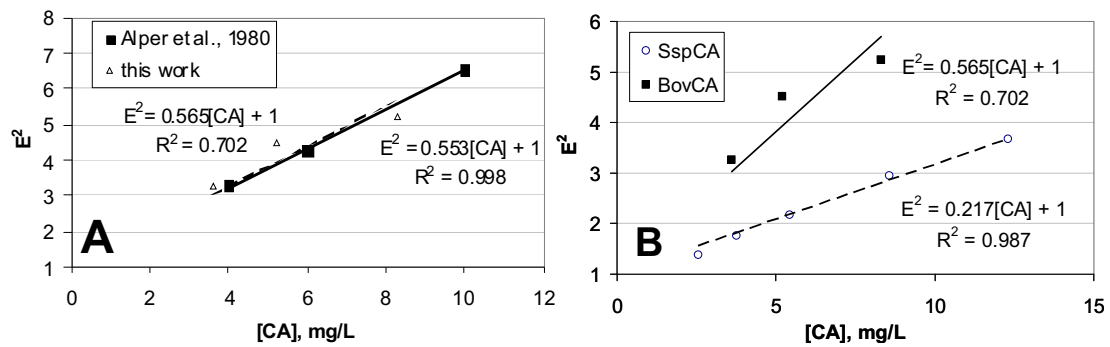 8
7
6
5
4
3
2
1
E²
■ Alper et al., 1980
△ this work
E² = 0.565[CA] + 1
R² = 0.702
E² = 0.553[CA] + 1
R² = 0.998
A
0 2 4 6 8 10 12
[CA], mg/L
6
5
4
3
2
1
E²
○ SspCA
■ BovCA
E² = 0.565[CA] + 1
R² = 0.702
E² = 0.217[CA] + 1
R² = 0.987
B
0 5 10 15
[CA], mg/L